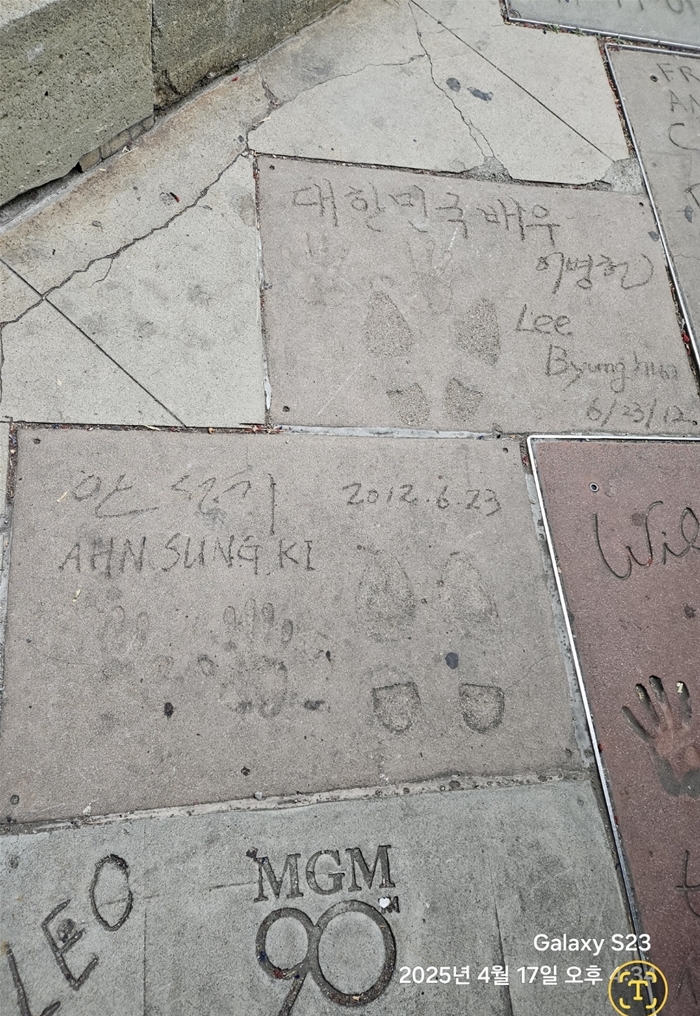 대한민국 배우
이병헌
Lee
Byung hun
6/23/12
안성기
2012.6.23
AHN.SUNG.KI
Wil
LEO
MGM
90
TM
Galaxy S23
2025년 4월 17일 오후
T